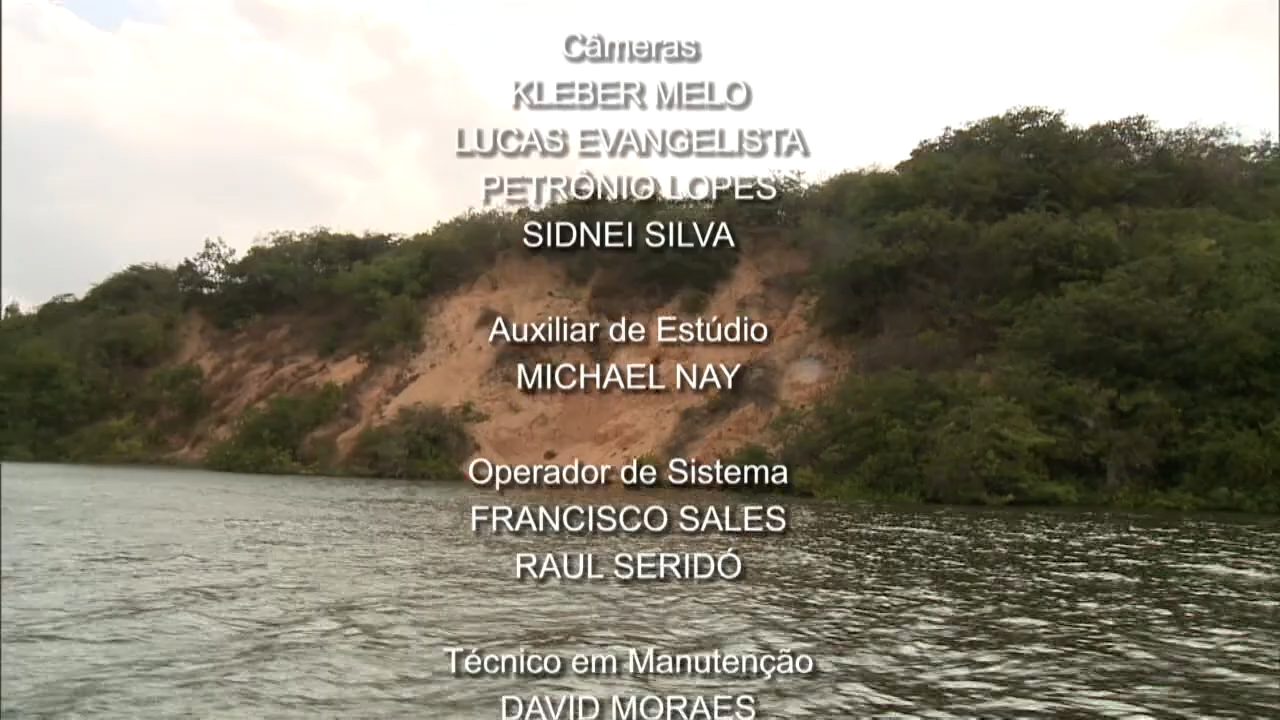 Câmeras
KLEBER MELO
LUCAS EVANGELISTA
PETRÔNIO LOPES
SIDNEI SILVA
Auxiliar de Estúdio
MICHAEL NAY
Operador de Sistema
FRANCISCO SALES
RAUL SERIDÓ
Técnico em Manutenção
DAVID MORAES